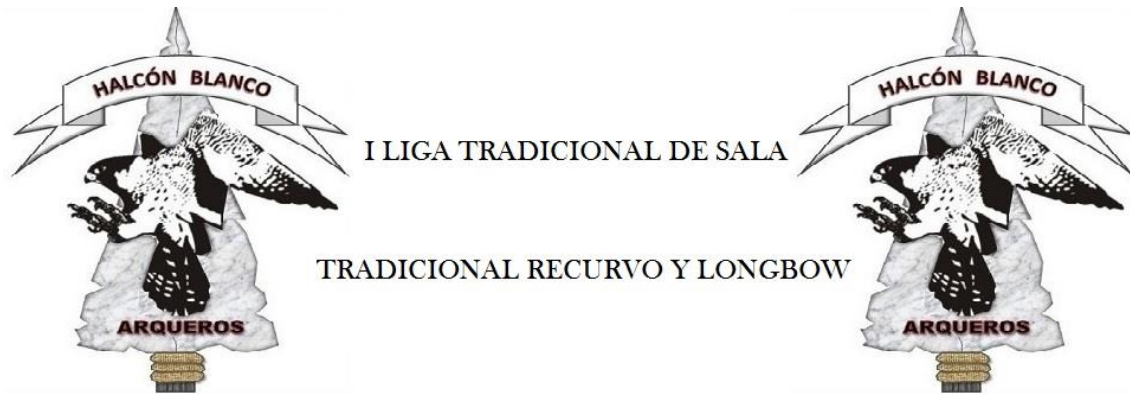 HALCÓN BLANCO
ARQUEROS
I LIGA TRADICIONAL DE SALA
TRADICIONAL RECURVO Y LONGBOW
HALCÓN BLANCO
ARQUEROS